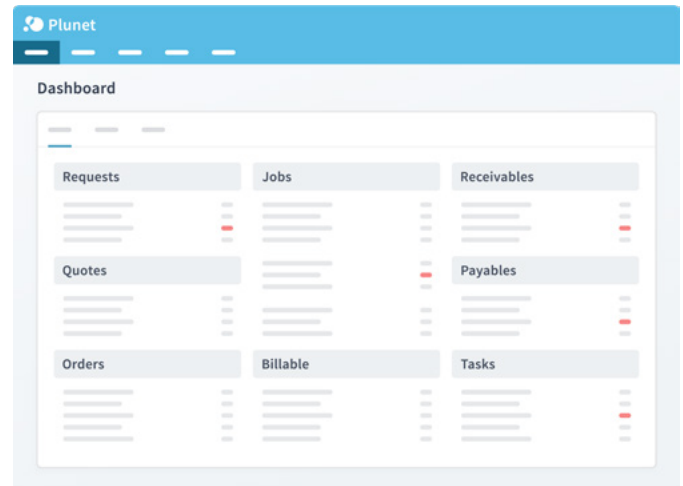 Plunet
Dashboard
Requests
Jobs
Receivables
Quotes
Payables
Orders
Billable
Tasks